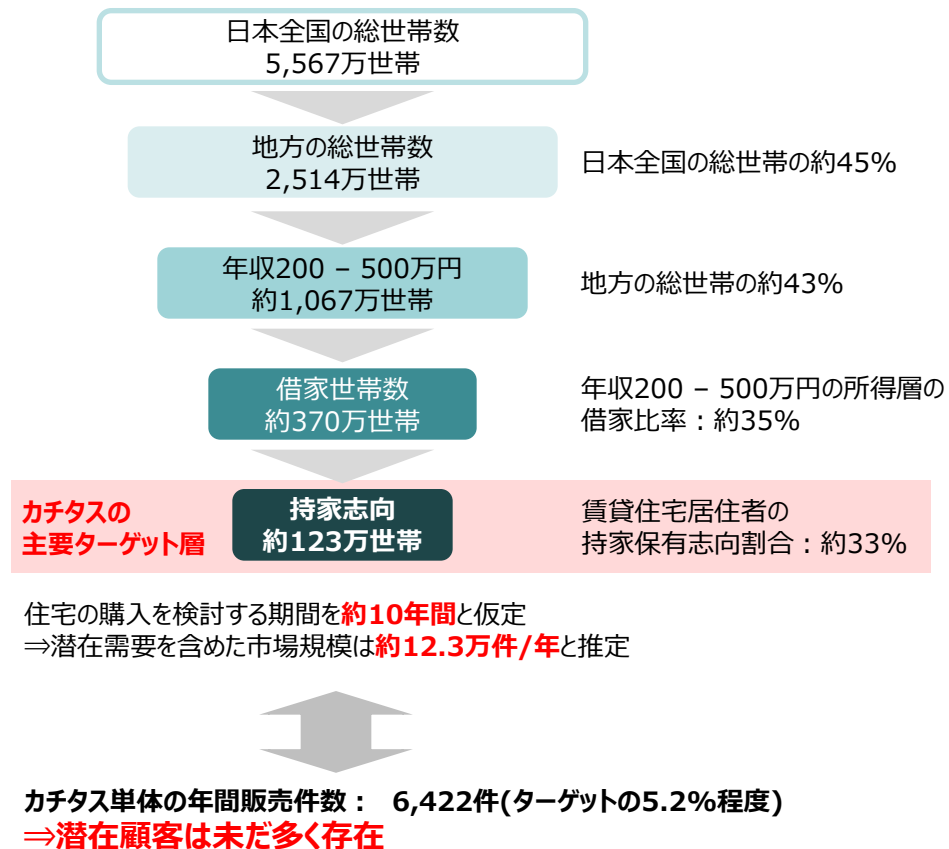 日本全国の総世帯数
5,567万世帯
地方の総世帯数
2,514万世帯
日本全国の総世帯の約45%
年収200 – 500万円
約1,067万世帯
地方の総世帯の約43%
借家世帯数
約370万世帯
年収200 – 500万円の所得層の
借家比率：約35%
カチタスの
主要ターゲット層
持家志向
約123万世帯
賃貸住宅居住者の
持家保有志向割合：約33%
住宅の購入を検討する期間を約10年間と仮定
⇒潜在需要を含めた市場規模は約12.3万件/年と推定
カチタス単体の年間販売件数： 6,422件(ターゲットの5.2%程度)
⇒潜在顧客は未だ多く存在